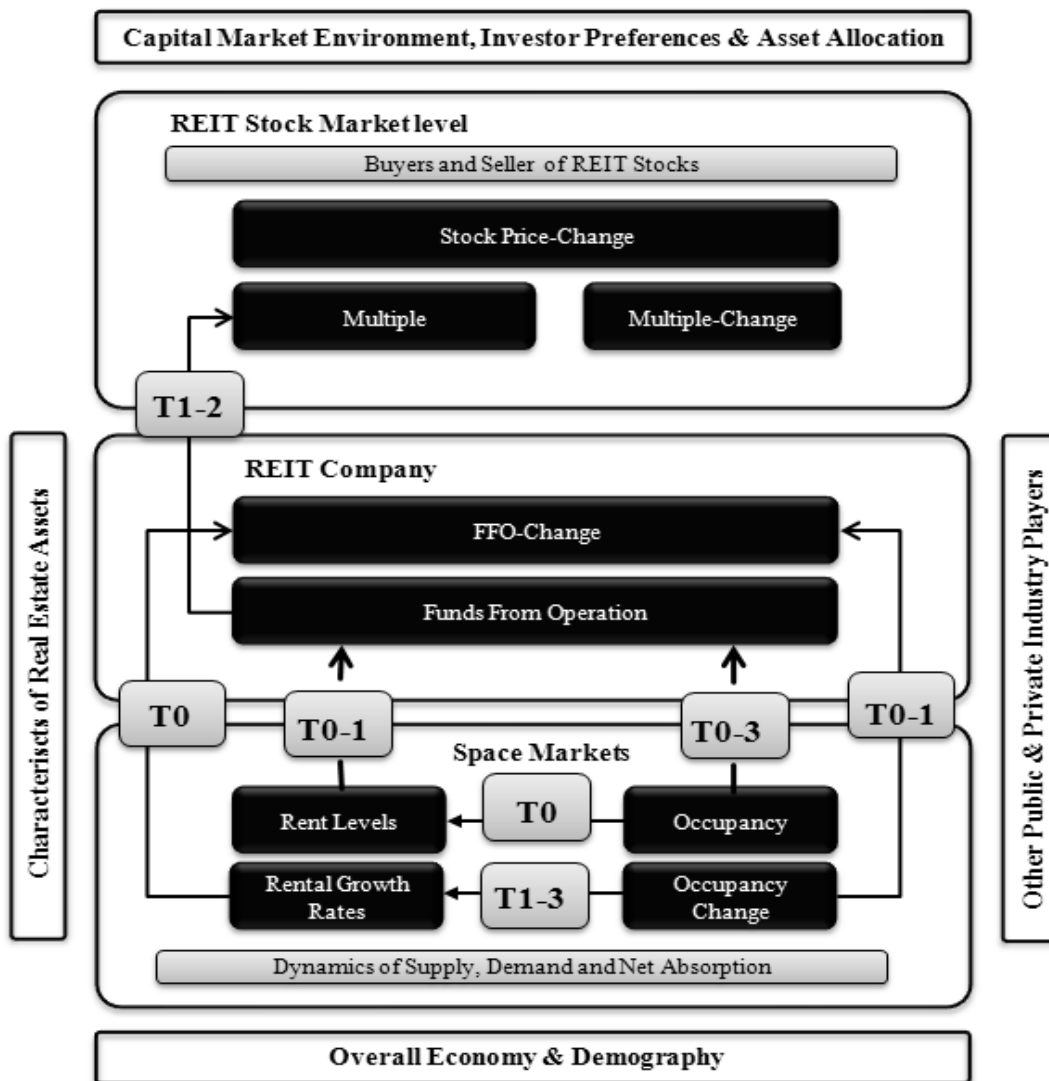 Capital Market Environment, Investor Preferences & Asset Allocation
REIT Stock Market level
Buyers and Seller of REIT Stocks
Stock Price-Change
Multiple
Multiple-Change
T1-2
Characteriscts of Real Estate Assets
Other Public & Private Industry Players
REIT Company
FFO-Change
Funds From Operation
T0
T0-1
T0-3
T0-1
Space Markets
Rent Levels
T0
Occupancy
Rental Growth
Rates
T1-3
Occupancy
Change
Dynamics of Supply, Demand and Net Absorption
Overall Economy & Demography